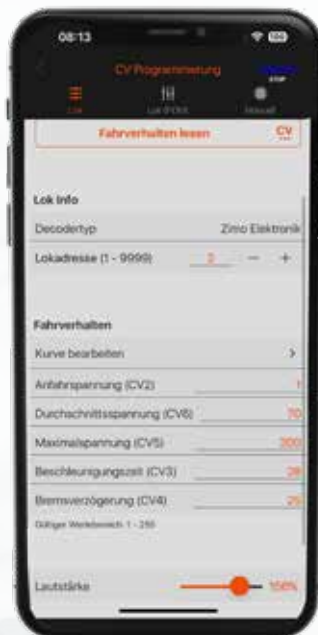 08:13
CV Programmierung
STOP
Lok
Manuell
Fahrverhalten lesen CV
Lok Info
Decodertyp Zimo Elektronik
Lokadresse (1 - 9999) 3 − +
Fahrverhalten
Kurve bearbeiten >
Anfahrspannung (CV2) 1
Durchschnittsspannung (CV6) 70
Maximalspannung (CV5) 200
Beschleunigungszeit (CV3)
Bremsverzögerung (CV4) 25
Gültiger Wertebereich: 1 - 250
Lautstärke 100%